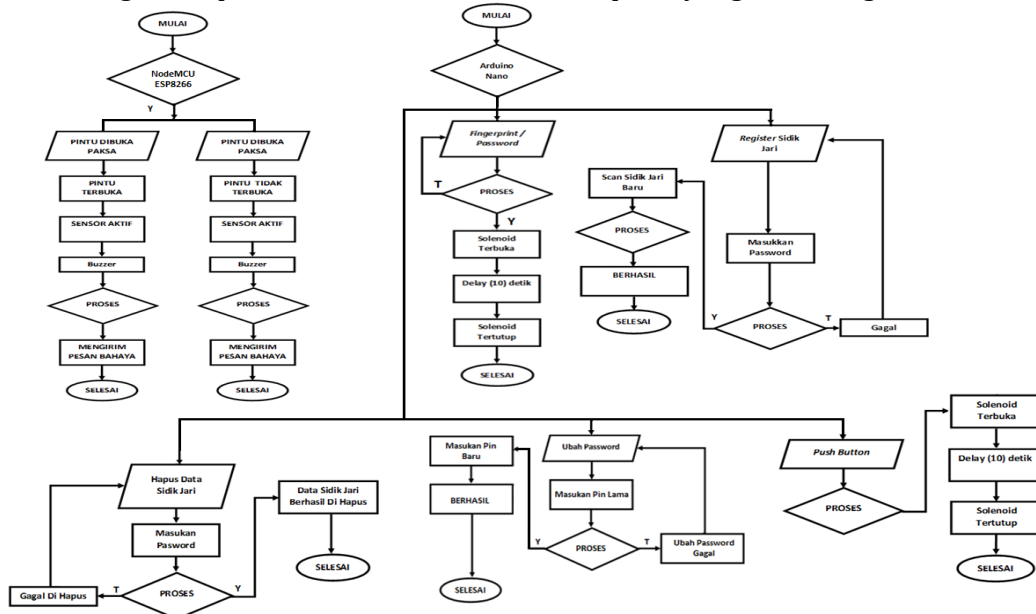 MULAI
NodeMCU
ESP8266
Y
PINTU DIBUKA
PAKSA
PINTU
TERBUKA
SENSOR AKTIF
Buzzer
PROSES
MENGIRIM
PESAN BAHAYA
SELESAI
PINTU DIBUKA
PAKSA
PINTU TIDAK
TERBUKA
SENSOR AKTIF
Buzzer
PROSES
MENGIRIM
PESAN BAHAYA
SELESAI
MULAI
Arduino
Nano
Fingerprint /
Password
T
PROSES
Y
Solenoid
Terbuka
Delay (10) detik
Solenoid
Tertutup
SELESAI
Register Sidik
Jari
Masukkan
Password
Y
PROSES
T
Gagal
Scan Sidik Jari
Baru
PROSES
BERHASIL
SELESAI
Hapus Data
Sidik Jari
Masukan
Pasword
T
PROSES
Y
Gagal Di Hapus
Data Sidik Jari
Berhasil Di Hapus
SELESAI
Ubah Password
Masukan Pin Lama
Y
PROSES
T
Ubah Password
Gagal
Masukan Pin
Baru
BERHASIL
SELESAI
Push Button
PROSES
Solenoid
Terbuka
Delay (10) detik
Solenoid
Tertutup
SELESAI